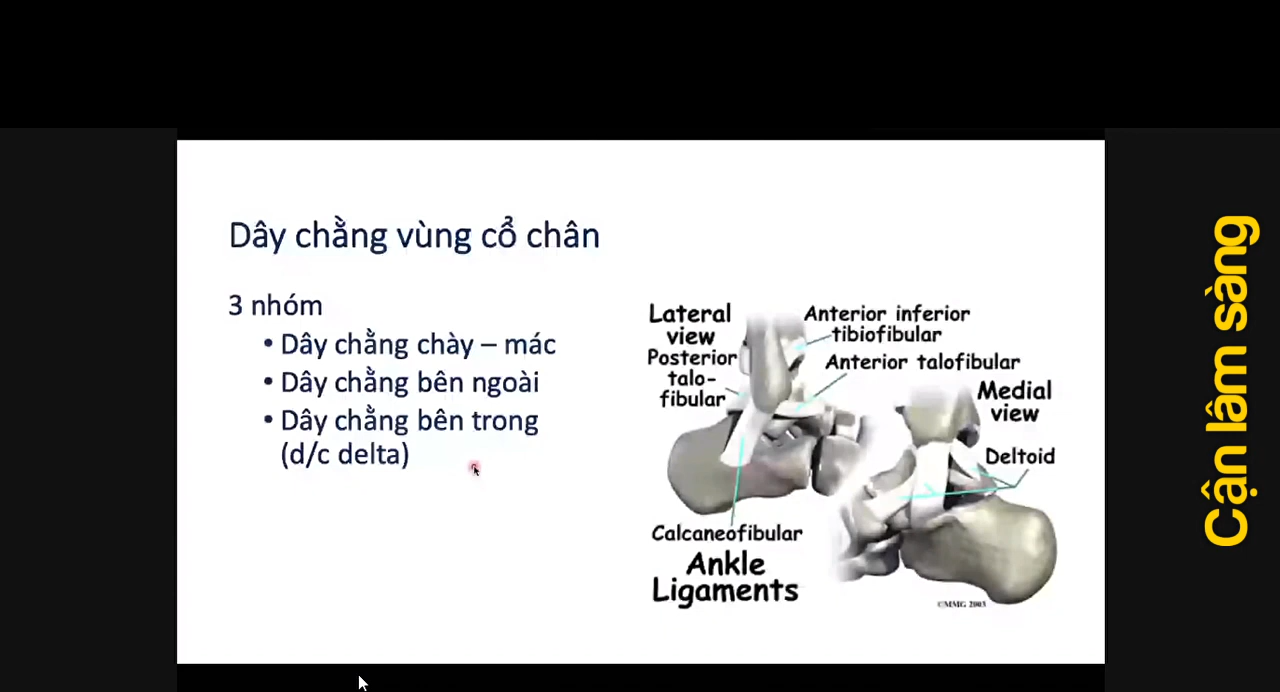 Dây chằng vùng cổ chân
3 nhóm
• Dây chằng chày – mác
• Dây chằng bên ngoài
• Dây chằng bên trong
(d/c delta)
Lateral
view
Anterior inferior
tibiofibular
Posterior
talo-
fibular
Anterior talofibular
Medial
view
Deltoid
Calcaneofibular
Ankle
Ligaments
©MMG 2003
Cận lâm sàng